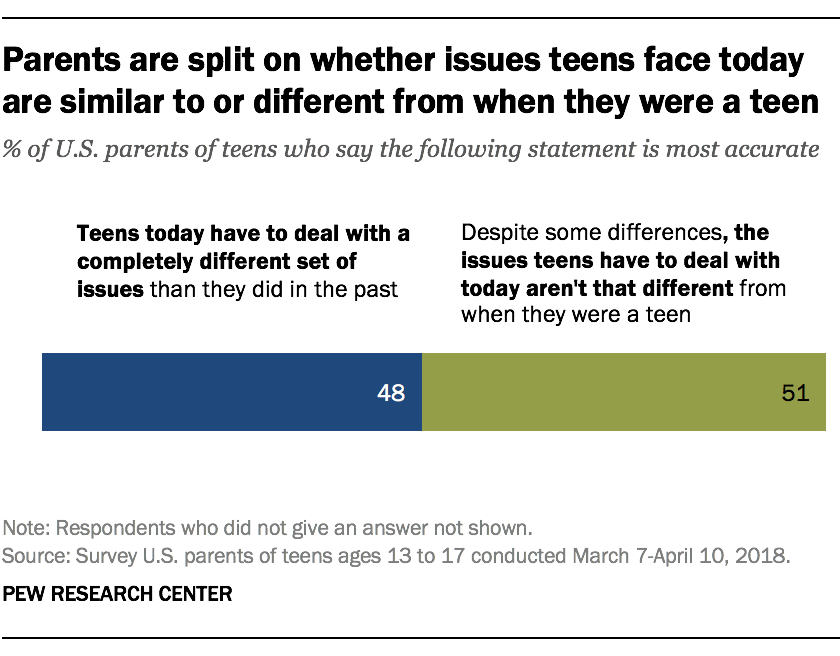 Parents are split on whether issues teens face today
are similar to or different from when they were a teen
% of U.S. parents of teens who say the following statement is most accurate
Teens today have to deal with a
completely different set of
issues than they did in the past
Despite some differences, the
issues teens have to deal with
today aren't that different from
when they were a teen
48
51
Note: Respondents who did not give an answer not shown.
Source: Survey U.S. parents of teens ages 13 to 17 conducted March 7-April 10, 2018.
PEW RESEARCH CENTER